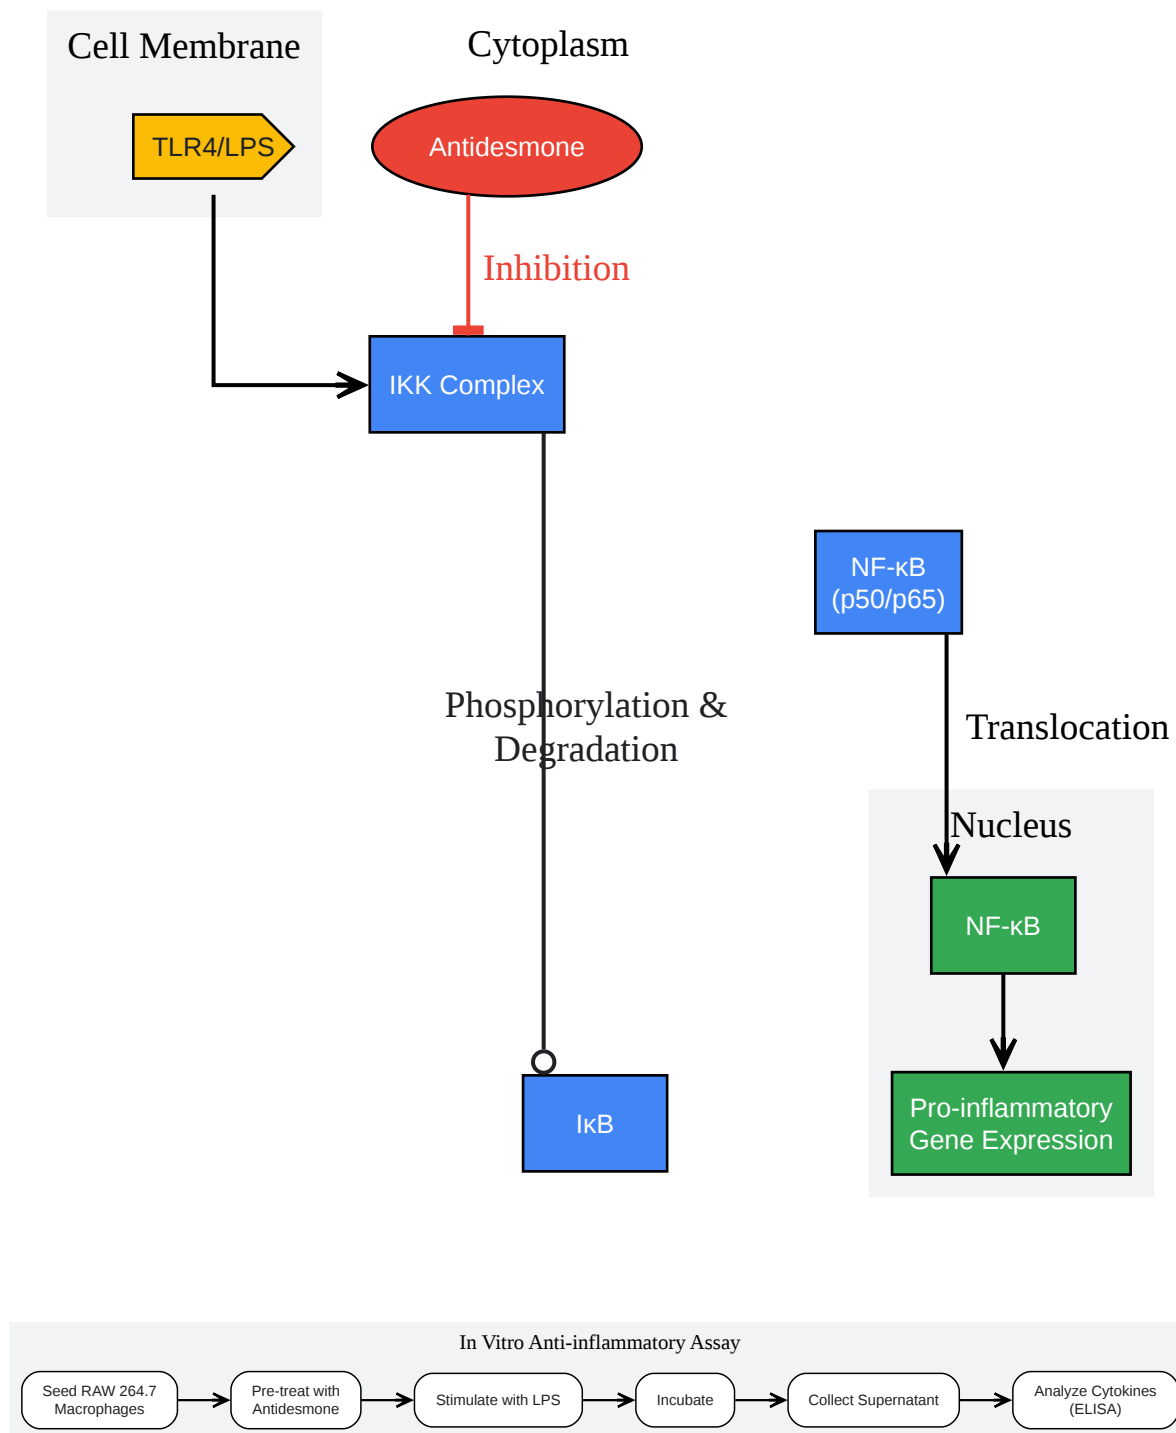 Cell Membrane
Cytoplasm
TLR4/LPS
Antidesmone
Inhibition
IKK Complex
NF-κB
(p50/p65)
Phosphorylation &
Degradation
Translocation
Nucleus
NF-κB
IκB
Pro-inflammatory
Gene Expression
In Vitro Anti-inflammatory Assay
Seed RAW 264.7
Macrophages
Pre-treat with
Antidesmone
Stimulate with LPS
Incubate
Collect Supernatant
Analyze Cytokines
(ELISA)